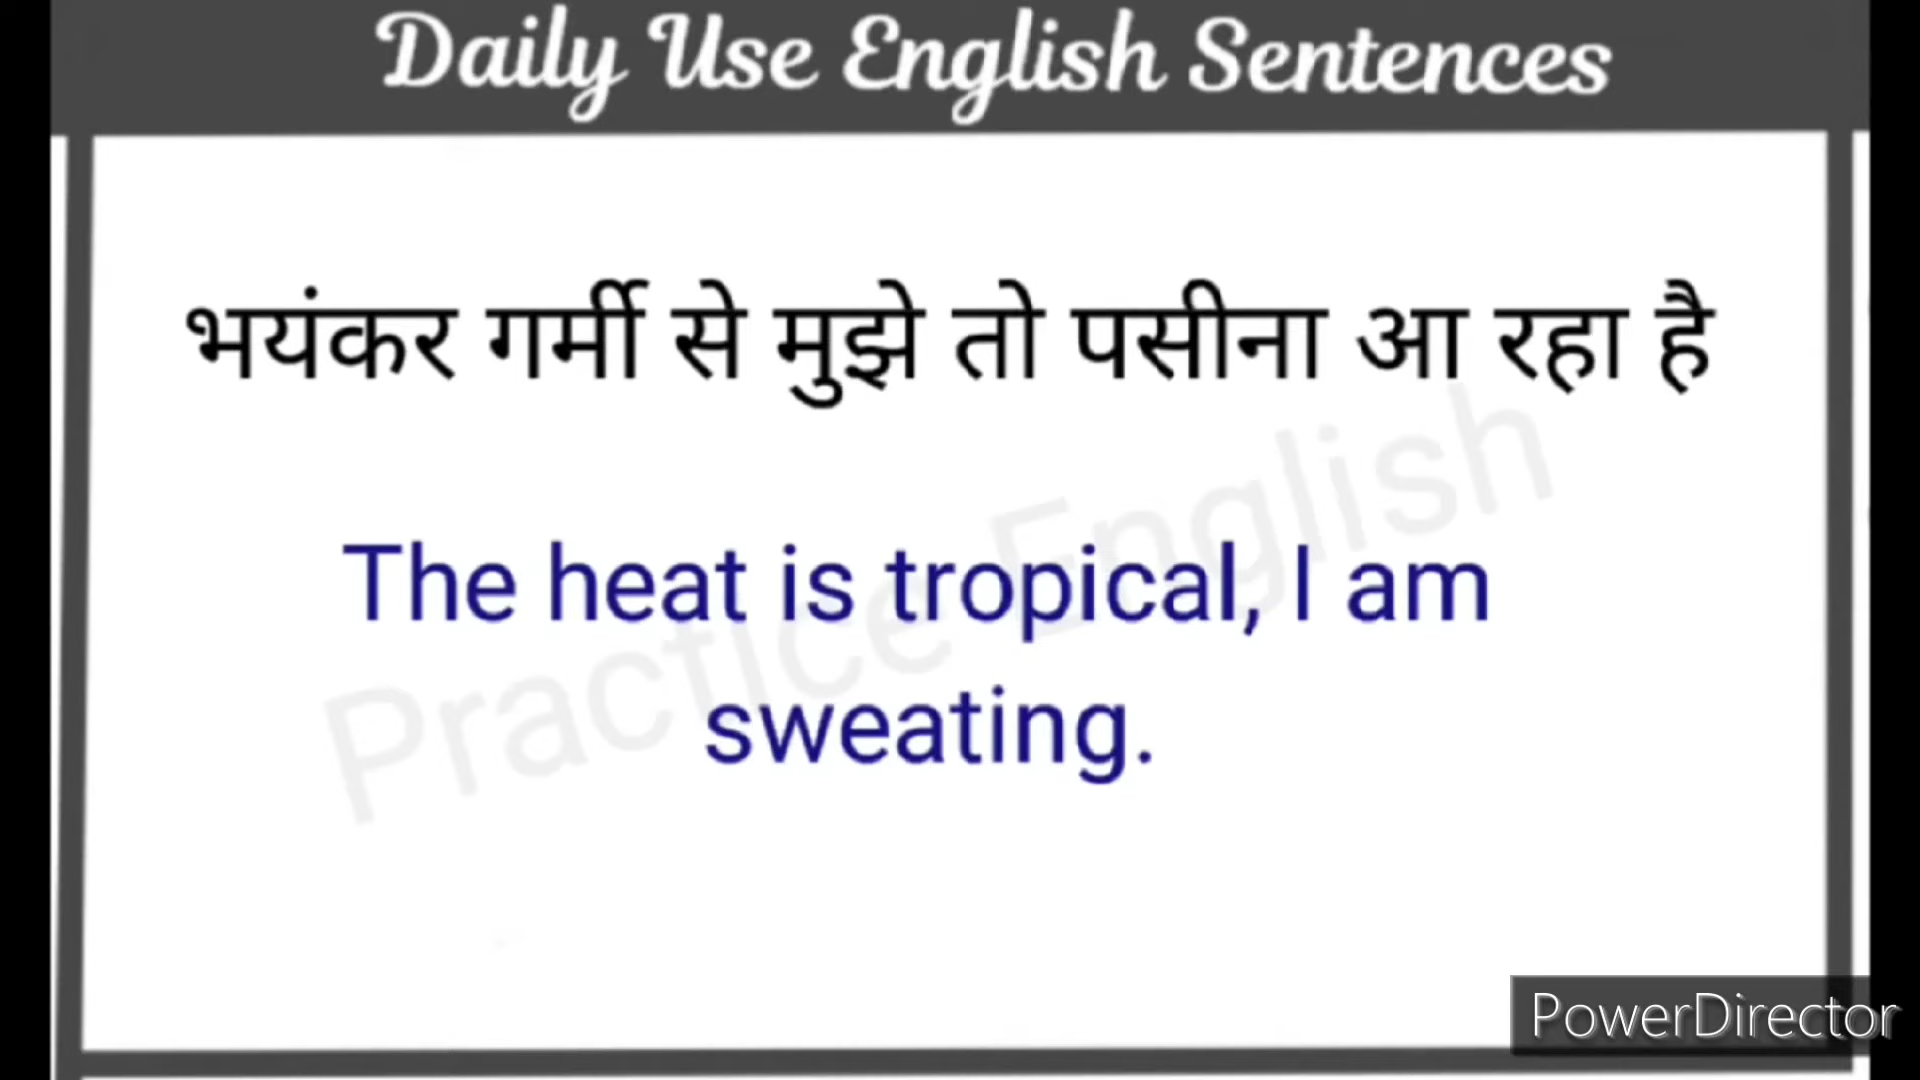 Daily Use English Sentences
भयंकर गर्मी से मुझे तो पसीना आ रहा है
The heat is tropical, I am
sweating.
Practice English
PowerDirector